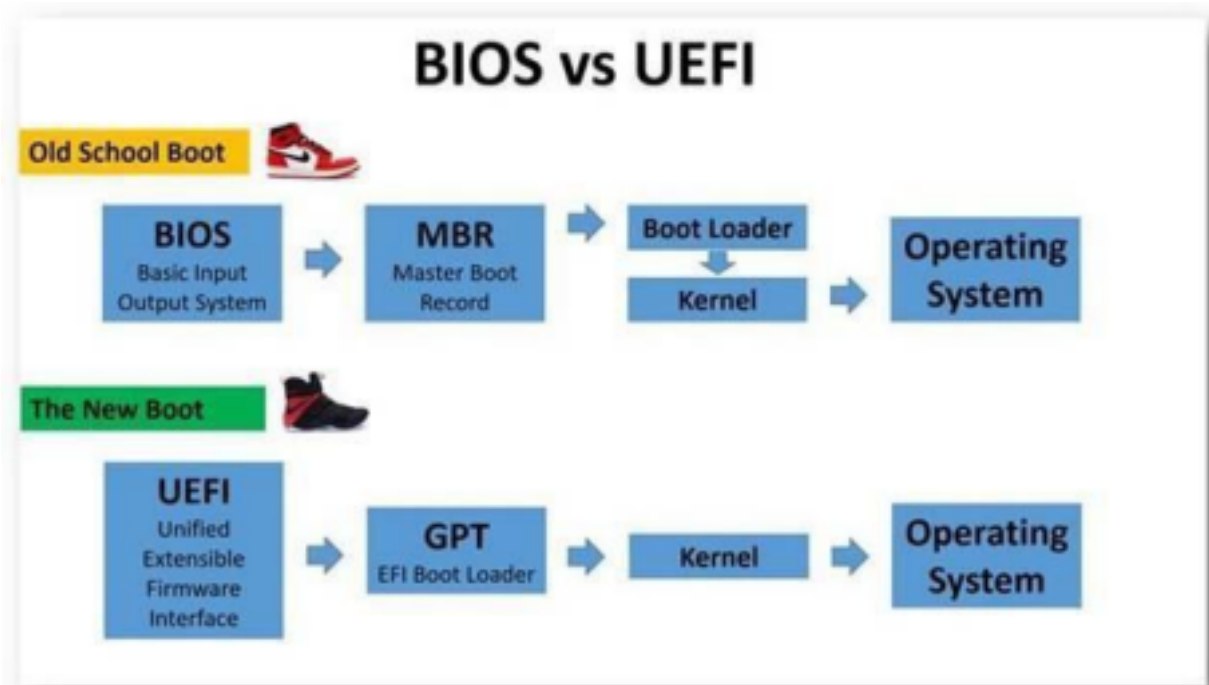 BIOS vs UEFI
Old School Boot
BIOS
Basic Input
Output System
MBR
Master Boot
Record
Boot Loader
Kernel
Operating
System
The New Boot
UEFI
Unified
Extensible
Firmware
Interface
GPT
EFI Boot Loader
Kernel
Operating
System